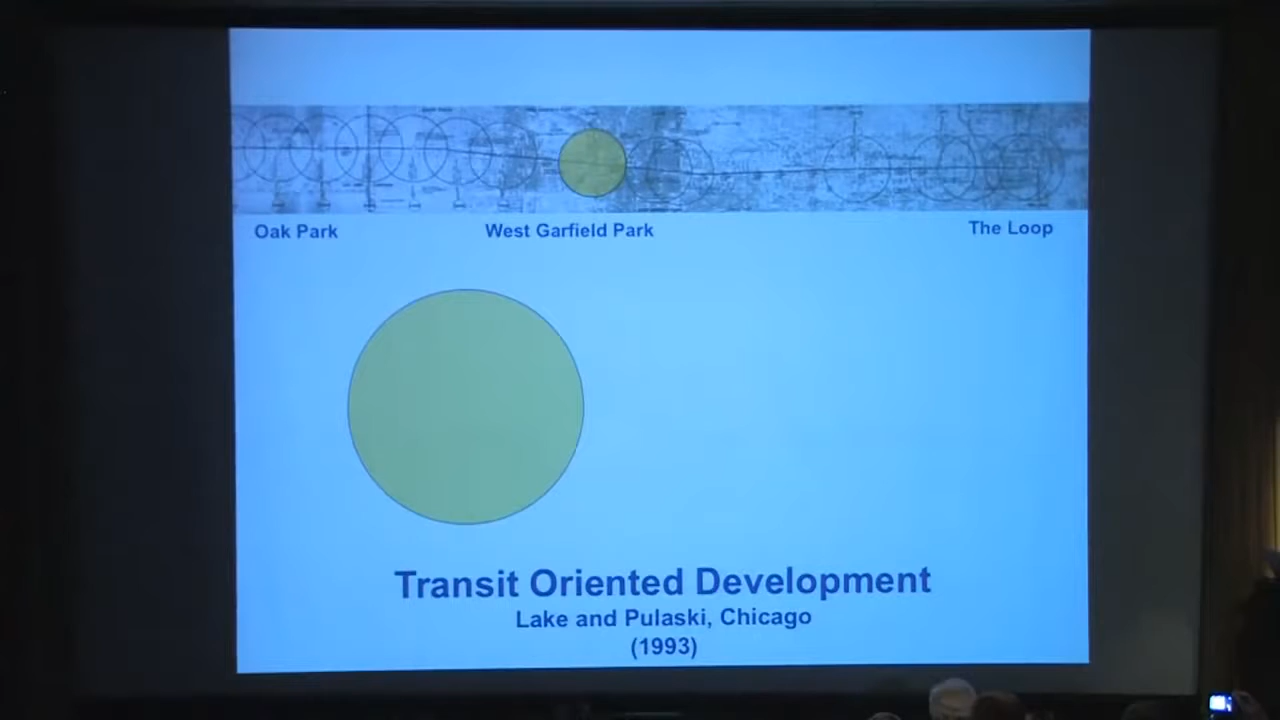 Oak Park
West Garfield Park
The Loop
Transit Oriented Development
Lake and Pulaski, Chicago
(1993)